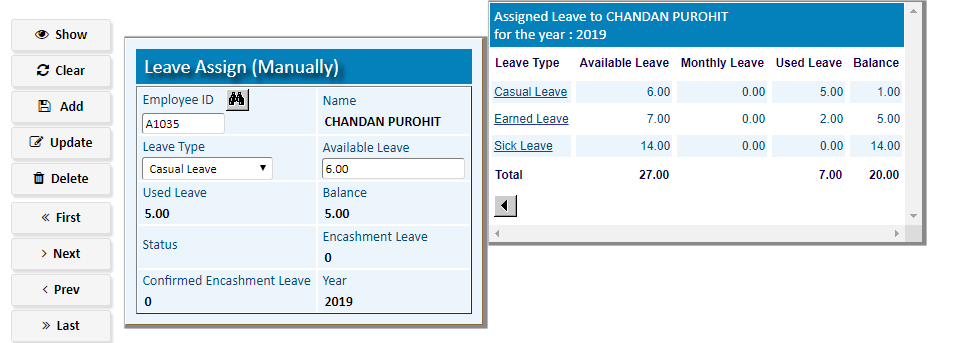 Show
Clear
Add
Update
Delete
First
Next
Prev
Last
Leave Assign (Manually)
Employee ID
Name
A1035
CHANDAN PUROHIT
Leave Type
Available Leave
Casual Leave
6.00
Used Leave
Balance
5.00
5.00
Status
Encashment Leave
0
Confirmed Encashment Leave
Year
0
2019
Assigned Leave to CHANDAN PUROHIT
for the year : 2019
Leave Type Available Leave Monthly Leave Used Leave Balance
Casual Leave 6.00 0.00 5.00 1.00
Earned Leave 7.00 0.00 2.00 5.00
Sick Leave 14.00 0.00 0.00 14.00
Total 27.00 7.00 20.00